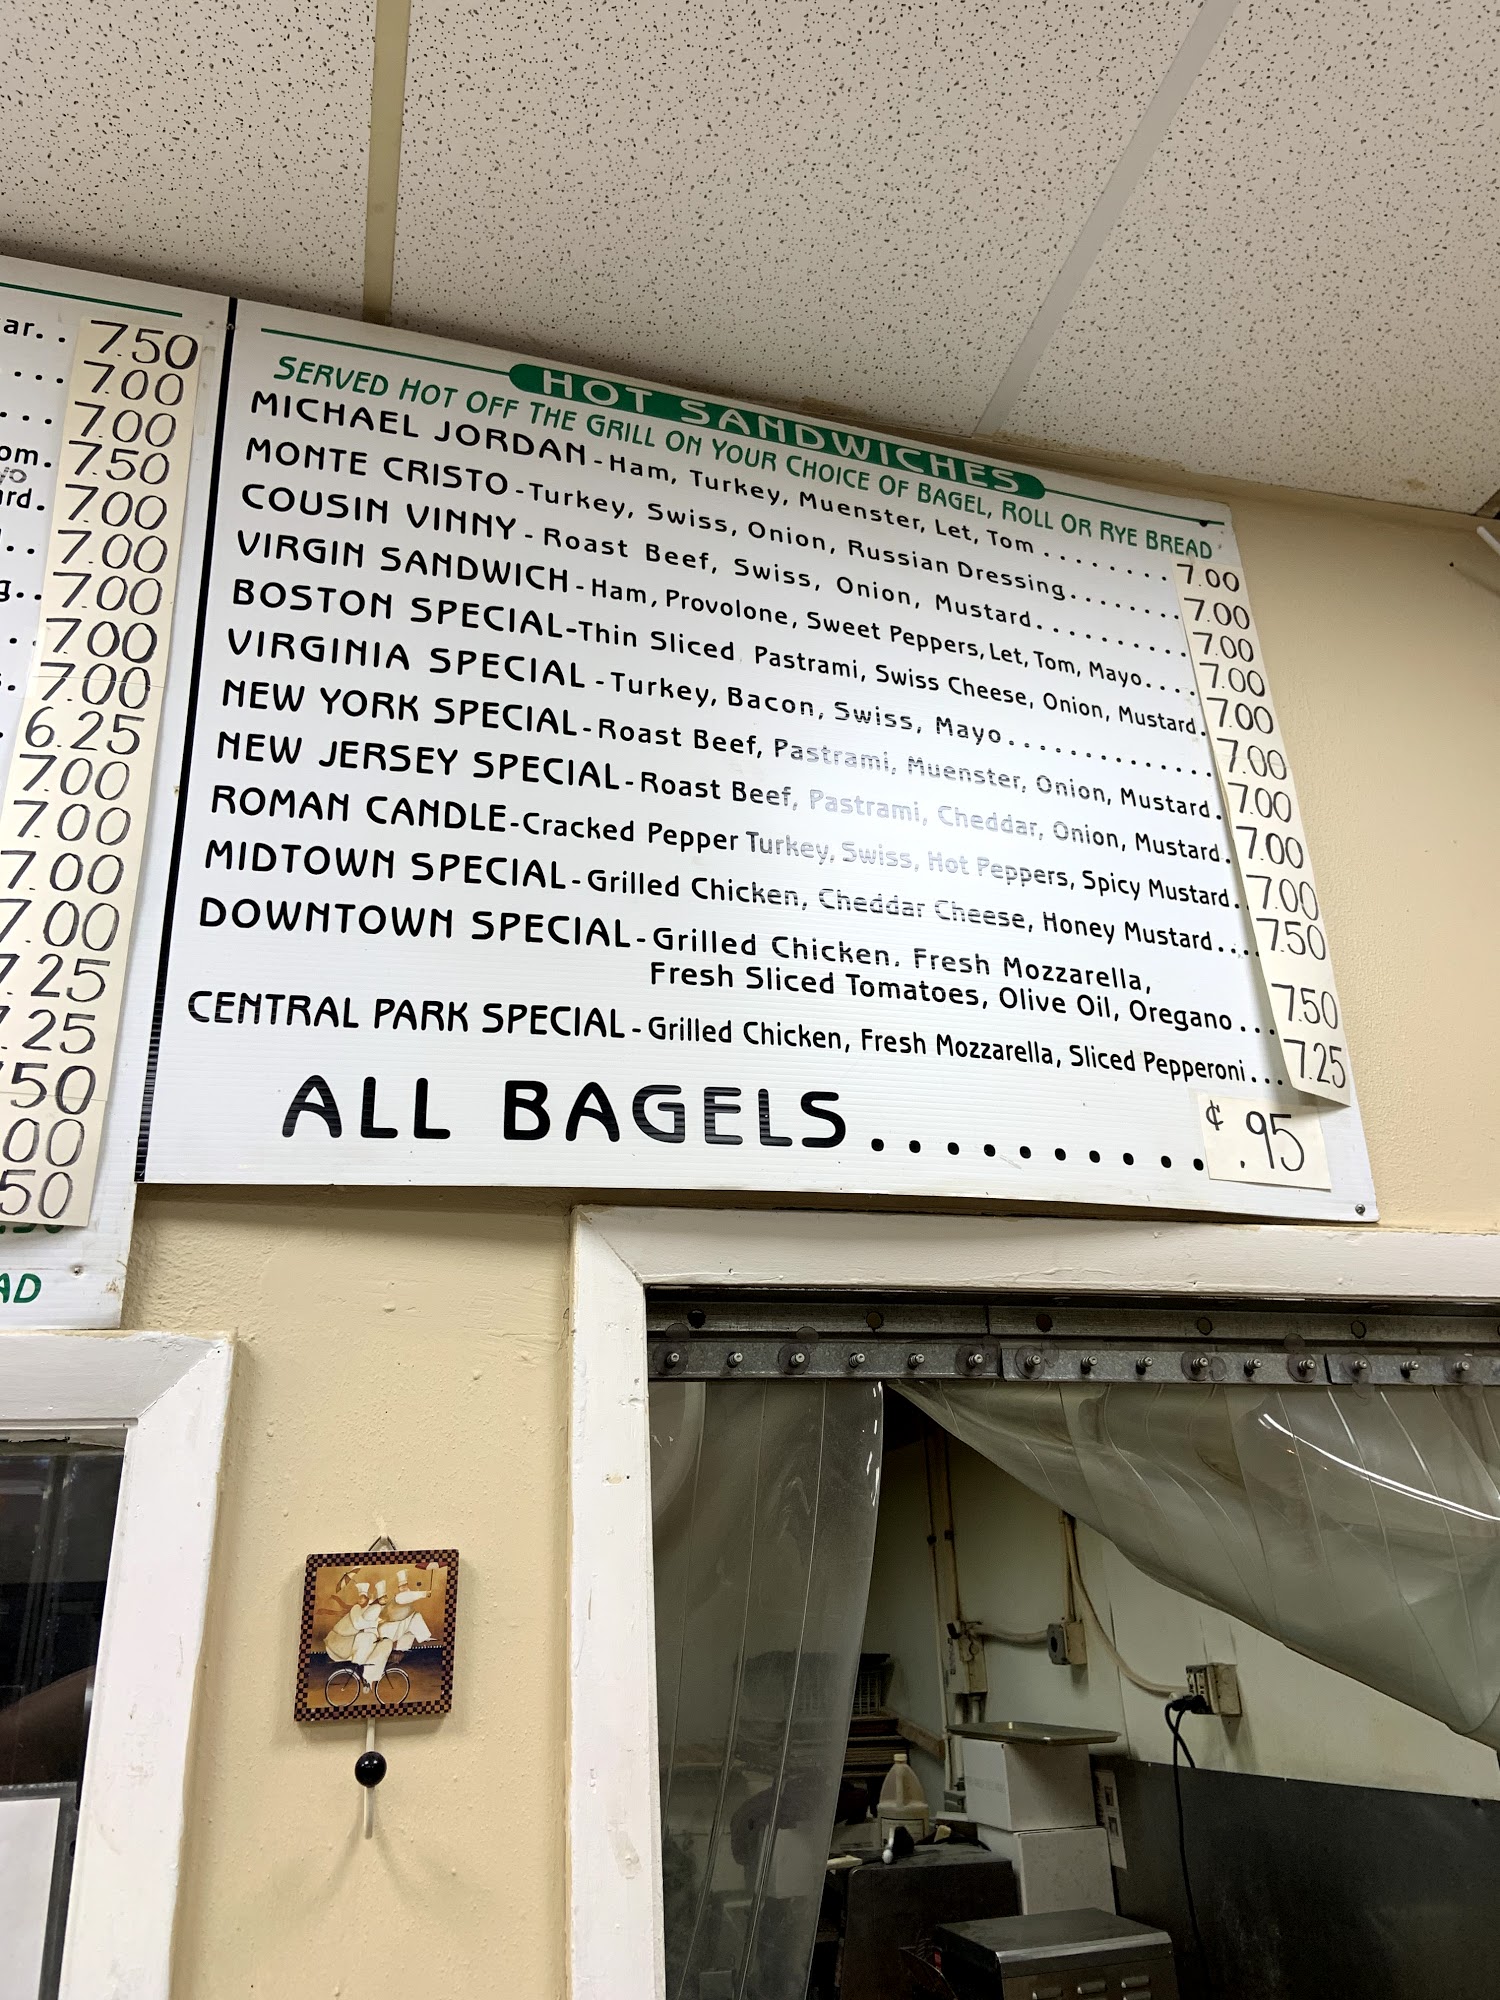 ar.. 7.50
... 7.00
... 7.00
om. 7.50
ard. 7.00
.. 7.00
g.. 7.00
. 7.00
s. 7.00
. 6.25
7.00
7.00
7.00
7.00
7.25
7.25
50
00
50
AD
HOT SANDWICHES
SERVED HOT OFF THE GRILL ON YOUR CHOICE OF BAGEL, ROLL OR RYE BREAD
MICHAEL JORDAN - Ham, Turkey, Muenster, Let, Tom ........ 7.00
MONTE CRISTO - Turkey, Swiss, Onion, Russian Dressing........ 7.00
COUSIN VINNY - Roast Beef, Swiss, Onion, Mustard.......... 7.00
VIRGIN SANDWICH - Ham, Provolone, Sweet Peppers, Let, Tom, Mayo.... 7.00
BOSTON SPECIAL-Thin Sliced Pastrami, Swiss Cheese, Onion, Mustard. 7.00
VIRGINIA SPECIAL - Turkey, Bacon, Swiss, Mayo.............. 7.00
NEW YORK SPECIAL-Roast Beef, Pastrami, Muenster, Onion, Mustard. 7.00
NEW JERSEY SPECIAL-Roast Beef, Pastrami, Cheddar, Onion, Mustard. 7.00
ROMAN CANDLE-Cracked Pepper Turkey, Swiss, Hot Peppers, Spicy Mustard. 7.00
MIDTOWN SPECIAL-Grilled Chicken, Cheddar Cheese, Honey Mustard.... 7.50
DOWNTOWN SPECIAL-Grilled Chicken, Fresh Mozzarella,
Fresh Sliced Tomatoes, Olive Oil, Oregano ... 7.50
CENTRAL PARK SPECIAL - Grilled Chicken, Fresh Mozzarella, Sliced Pepperoni... 7.25
ALL BAGELS.......... ¢ .95